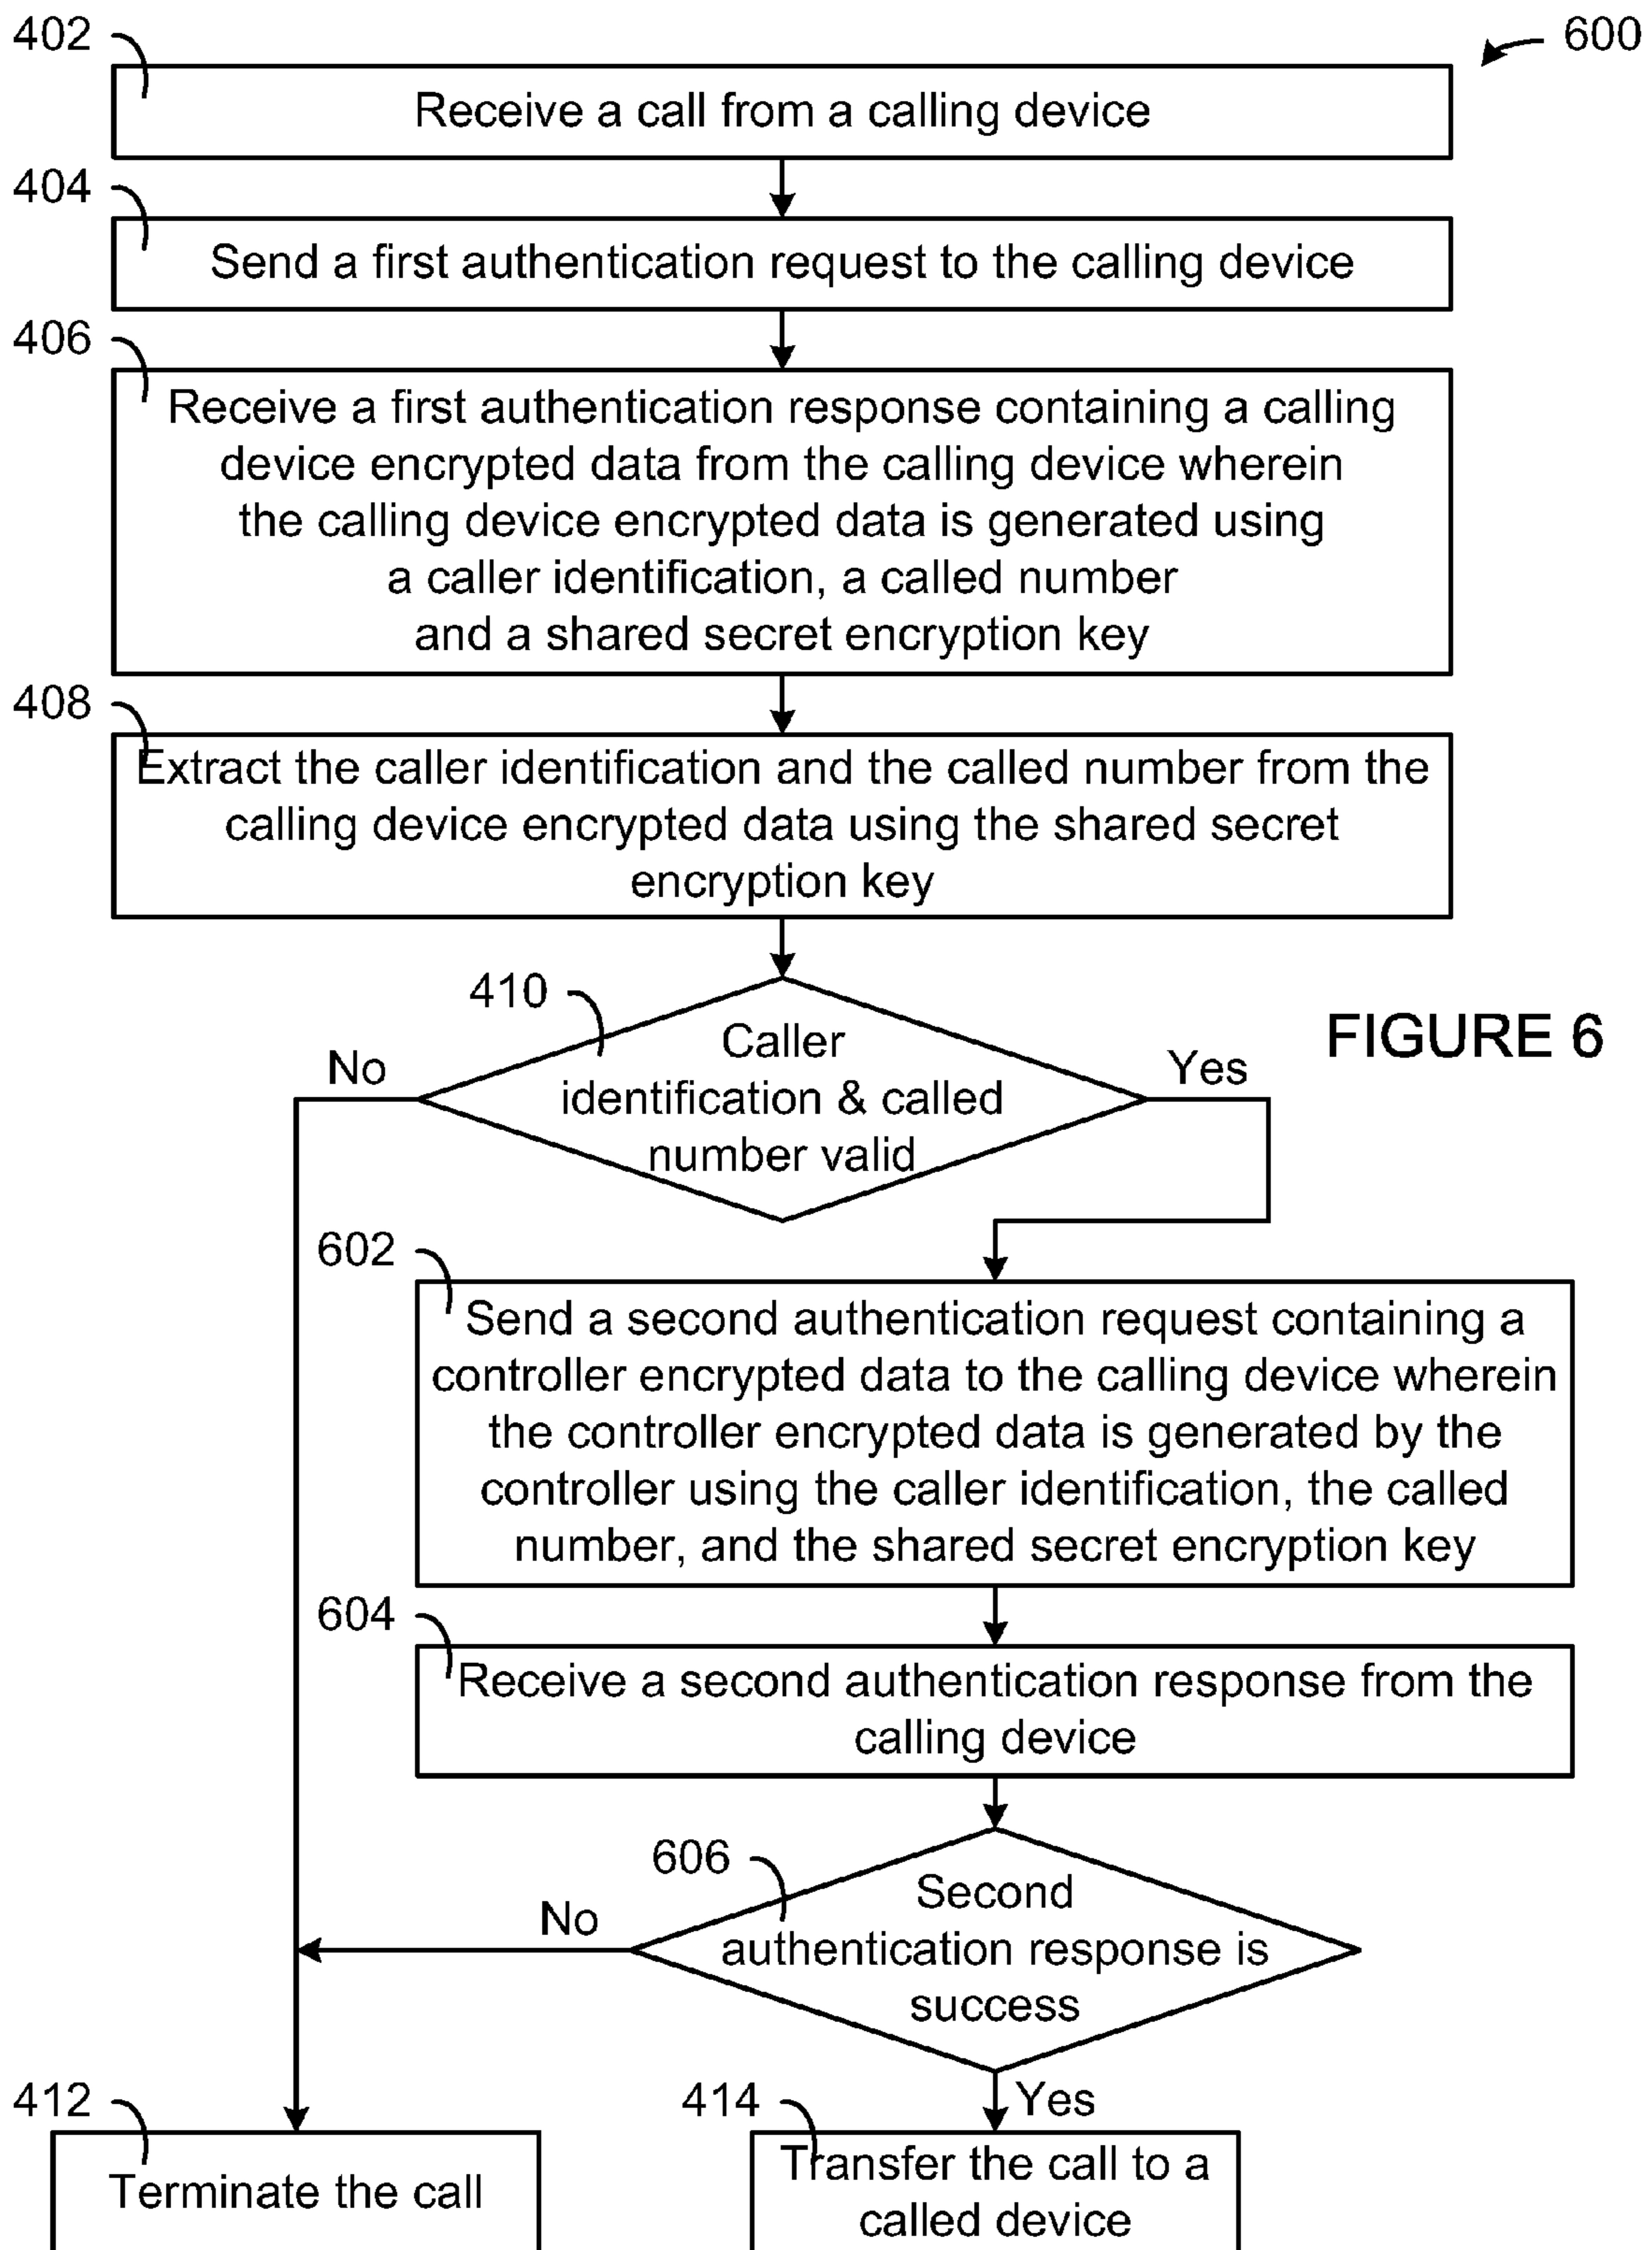 402
600
Receive a call from a calling device
404
Send a first authentication request to the calling device
406
Receive a first authentication response containing a calling
device encrypted data from the calling device wherein
the calling device encrypted data is generated using
a caller identification, a called number
and a shared secret encryption key
408
Extract the caller identification and the called number from the
calling device encrypted data using the shared secret
encryption key
410
Caller
identification & called
number valid
No
Yes
FIGURE 6
602
Send a second authentication request containing a
controller encrypted data to the calling device wherein
the controller encrypted data is generated by the
controller using the caller identification, the called
number, and the shared secret encryption key
604
Receive a second authentication response from the
calling device
606
Second
authentication response is
success
No
Yes
412
Terminate the call
414
Transfer the call to a
called device